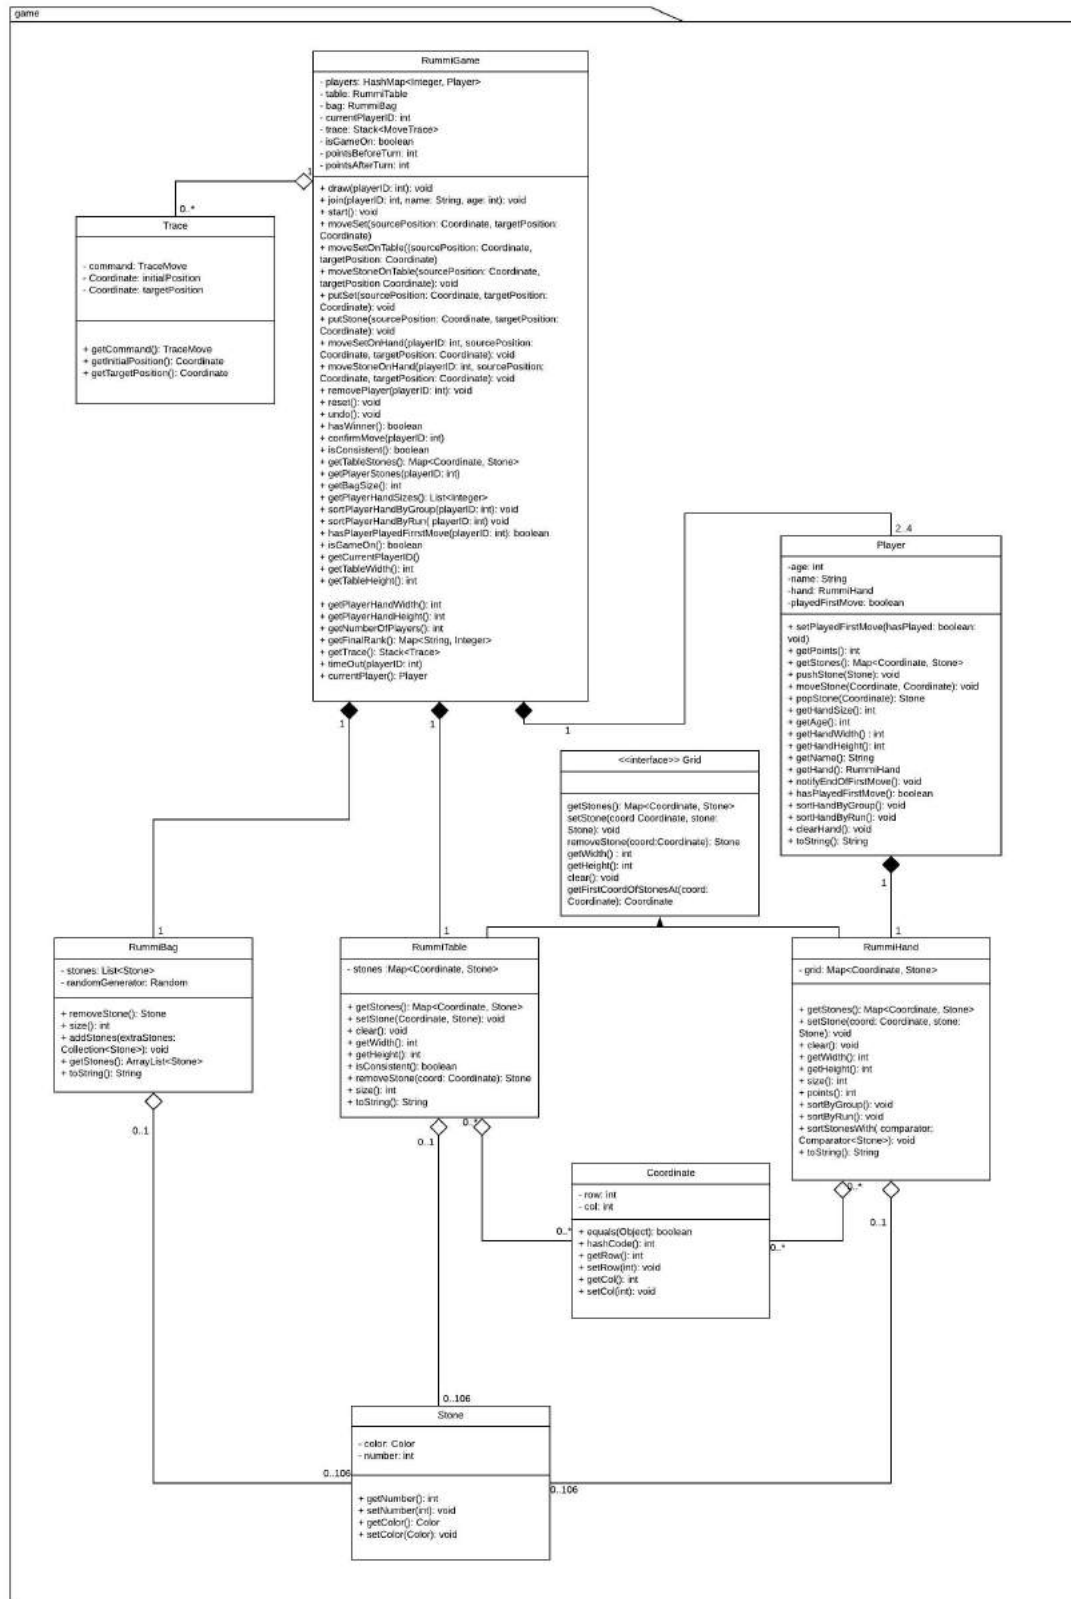 game
RummiGame
- players: HashMap<Integer, Player>
- table: RummiTable
- bag: RummiBag
- currentPlayerID: int
- trace: Stack<MoveTrace>
- isGameOn: boolean
- pointsBeforeTurn: int
- pointsAfterTurn: int
+ draw(playerID: int): void
+ join(playerID: int, name: String, age: int): void
+ start(): void
+ moveSet(sourcePosition: Coordinate, targetPosition:
Coordinate)
+ moveSetOnTable((sourcePosition: Coordinate,
targetPosition: Coordinate)
+ moveStoneOnTable(sourcePosition: Coordinate,
targetPosition Coordinate): void
+ putSet(sourcePosition: Coordinate, targetPosition:
Coordinate): void
+ putStone(sourcePosition: Coordinate, targetPosition:
Coordinate): void
+ moveSetOnHand(playerID: int, sourcePosition:
Coordinate, targetPosition: Coordinate): void
+ moveStoneOnHand(playerID: int, sourcePosition:
Coordinate, targetPosition: Coordinate): void
+ removePlayer(playerID: int): void
+ reset(): void
+ undo(): void
+ hasWinner(): boolean
+ confirmMove(playerID: int)
+ isConsistent(): boolean
+ getTableStones(): Map<Coordinate, Stone>
+ getPlayerStones(playerID: int)
+ getBagSize(): int
+ getPlayerHandSizes(): List<Integer>
+ sortPlayerHandByGroup(playerID: int): void
+ sortPlayerHandByRun( playerID: int) void
+ hasPlayerPlayedFirrstMove(playerID: int): boolean
+ isGameOn(): boolean
+ getCurrentPlayerID()
+ getTableWidth(): int
+ getTableHeight(): int
+ getPlayerHandWidth(): int
+ getPlayerHandHeight(): int
+ getNumberOfPlayers(): int
+ getFinalRank(): Map<String, Integer>
+ getTrace(): Stack<Trace>
+ timeOut(playerID: int)
+ currentPlayer(): Player
1
0..*
Trace
- command: TraceMove
- Coordinate: initialPosition
- Coordinate: targetPosition
+ getCommand(): TraceMove
+ getInitialPosition(): Coordinate
+ getTargetPosition(): Coordinate
2..4
Player
-age: int
-name: String
-hand: RummiHand
-playedFirstMove: boolean
+ setPlayedFirstMove(hasPlayed: boolean:
void)
+ getPoints(): int
+ getStones(): Map<Coordinate, Stone>
+ pushStone(Stone): void
+ moveStone(Coordinate, Coordinate): void
+ popStone(Coordinate): Stone
+ getHandSize(): int
+ getAge(): int
+ getHandWidth() : int
+ getHandHeight(): int
+ getName(): String
+ getHand(): RummiHand
+ notifyEndOfFirstMove(): void
+ hasPlayedFirstMove(): boolean
+ sortHandByGroup(): void
+ sortHandByRun(): void
+ clearHand(): void
+ toString(): String
1
1
1
<<interface>> Grid
getStones(): Map<Coordinate, Stone>
setStone(coord Coordinate, stone:
Stone): void
removeStone(coord:Coordinate): Stone
getWidth() : int
getHeight(): int
clear(): void
getFirstCoordOfStonesAt(coord:
Coordinate): Coordinate
1
1
1
1
RummiBag
- stones: List<Stone>
- randomGenerator: Random
+ removeStone(): Stone
+ size(): int
+ addStones(extraStones:
Collection<Stone>): void
+ getStones(): ArrayList<Stone>
+ toString(): String
RummiTable
- stones :Map<Coordinate, Stone>
+ getStones(): Map<Coordinate, Stone>
+ setStone(Coordinate, Stone): void
+ clear(): void
+ getWidth(): int
+ getHeight(): int
+ isConsistent(): boolean
+ removeStone(coord: Coordinate): Stone
+ size(): int
+ toString(): String
RummiHand
- grid: Map<Coordinate, Stone>
+ getStones(): Map<Coordinate, Stone>
+ setStone(coord: Coordinate, stone:
Stone): void
+ clear(): void
+ getWidth(): int
+ getHeight(): int
+ size(): int
+ points(): int
+ sortByGroup(): void
+ sortByRun(): void
+ sortStonesWith( comparator:
Comparator<Stone>): void
+ toString(): String
0..1
0..1
0..*
0..*
0..1
Coordinate
- row: int
- col: int
+ equals(Object): boolean
+ hashCode(): int
+ getRow(): int
+ setRow(int): void
+ getCol(): int
+ setCol(int): void
0..*
0..*
0..106
Stone
- color: Color
- number: int
+ getNumber(): int
+ setNumber(int): void
+ getColor(): Color
+ setColor(Color): void
0..106
0..106